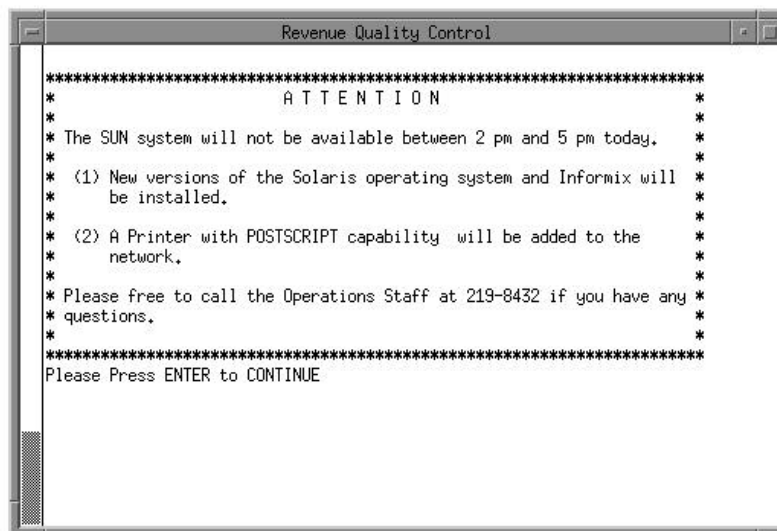 Revenue Quality Control
************************************************************************
* A T T E N T I O N *
* *
* The SUN system will not be available between 2 pm and 5 pm today. *
* *
* (1) New versions of the Solaris operating system and Informix will *
* be installed. *
* *
* (2) A Printer with POSTSCRIPT capability  will be added to the *
* network. *
* *
* Please free to call the Operations Staff at 219-8432 if you have any *
* questions. *
* *
************************************************************************
Please Press ENTER to CONTINUE